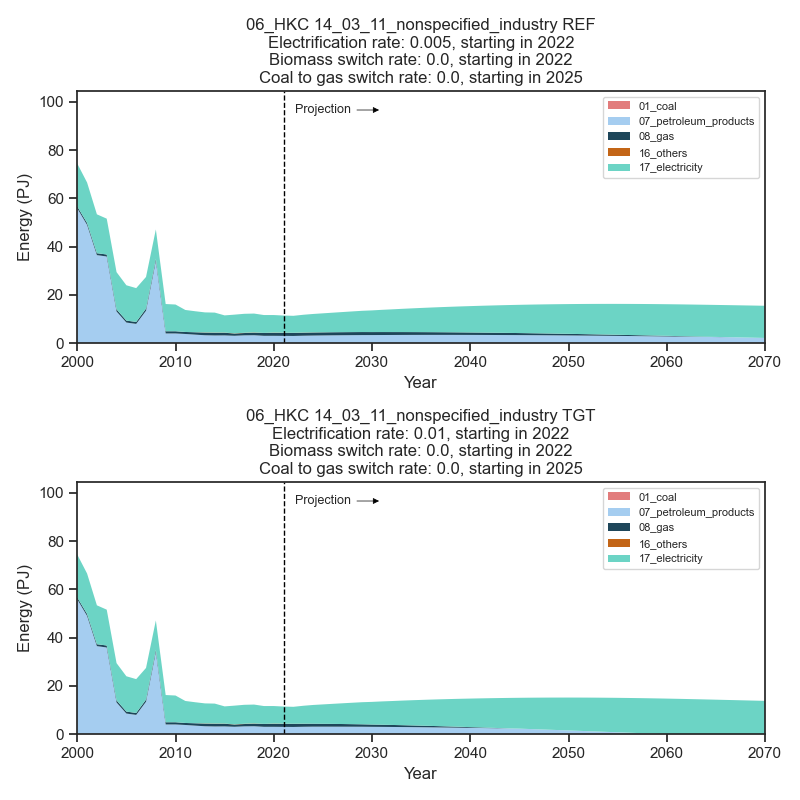 06_HKC 14_03_11_nonspecified_industry REF
Electrification rate: 0.005, starting in 2022
Biomass switch rate: 0.0, starting in 2022
Coal to gas switch rate: 0.0, starting in 2025
100
80
60
40
20
0
Energy (PJ)
Projection
01_coal
07_petroleum_products
08_gas
16_others
17_electricity
2000 2010 2020 2030 2040 2050 2060 2070
Year
06_HKC 14_03_11_nonspecified_industry TGT
Electrification rate: 0.01, starting in 2022
Biomass switch rate: 0.0, starting in 2022
Coal to gas switch rate: 0.0, starting in 2025
100
80
60
40
20
0
Energy (PJ)
Projection
01_coal
07_petroleum_products
08_gas
16_others
17_electricity
2000 2010 2020 2030 2040 2050 2060 2070
Year